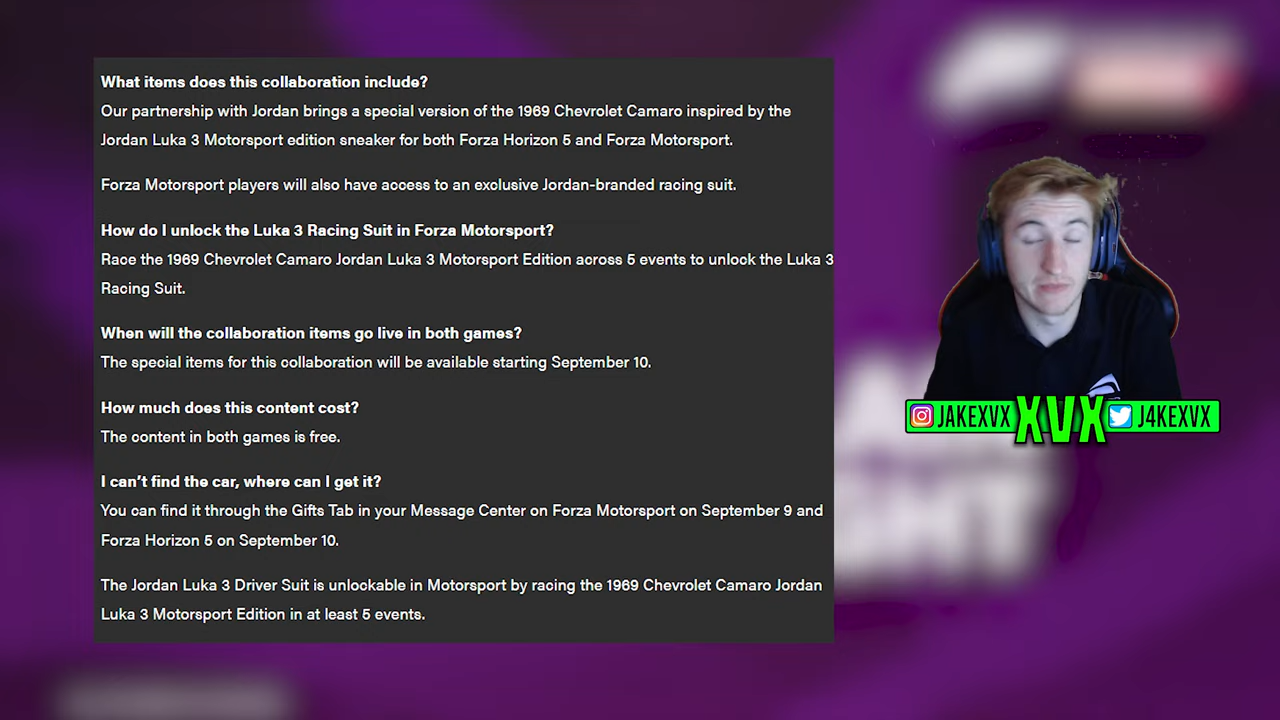 What items does this collaboration include?
Our partnership with Jordan brings a special version of the 1969 Chevrolet Camaro inspired by the
Jordan Luka 3 Motorsport edition sneaker for both Forza Horizon 5 and Forza Motorsport.
Forza Motorsport players will also have access to an exclusive Jordan-branded racing suit.
How do I unlock the Luka 3 Racing Suit in Forza Motorsport?
Race the 1969 Chevrolet Camaro Jordan Luka 3 Motorsport Edition across 5 events to unlock the Luka 3
Racing Suit.
When will the collaboration items go live in both games?
The special items for this collaboration will be available starting September 10.
How much does this content cost?
The content in both games is free.
I can't find the car, where can I get it?
You can find it through the Gifts Tab in your Message Center on Forza Motorsport on September 9 and
Forza Horizon 5 on September 10.
The Jordan Luka 3 Driver Suit is unlockable in Motorsport by racing the 1969 Chevrolet Camaro Jordan
Luka 3 Motorsport Edition in at least 5 events.
JAKEXVX XVX J4KEXVX